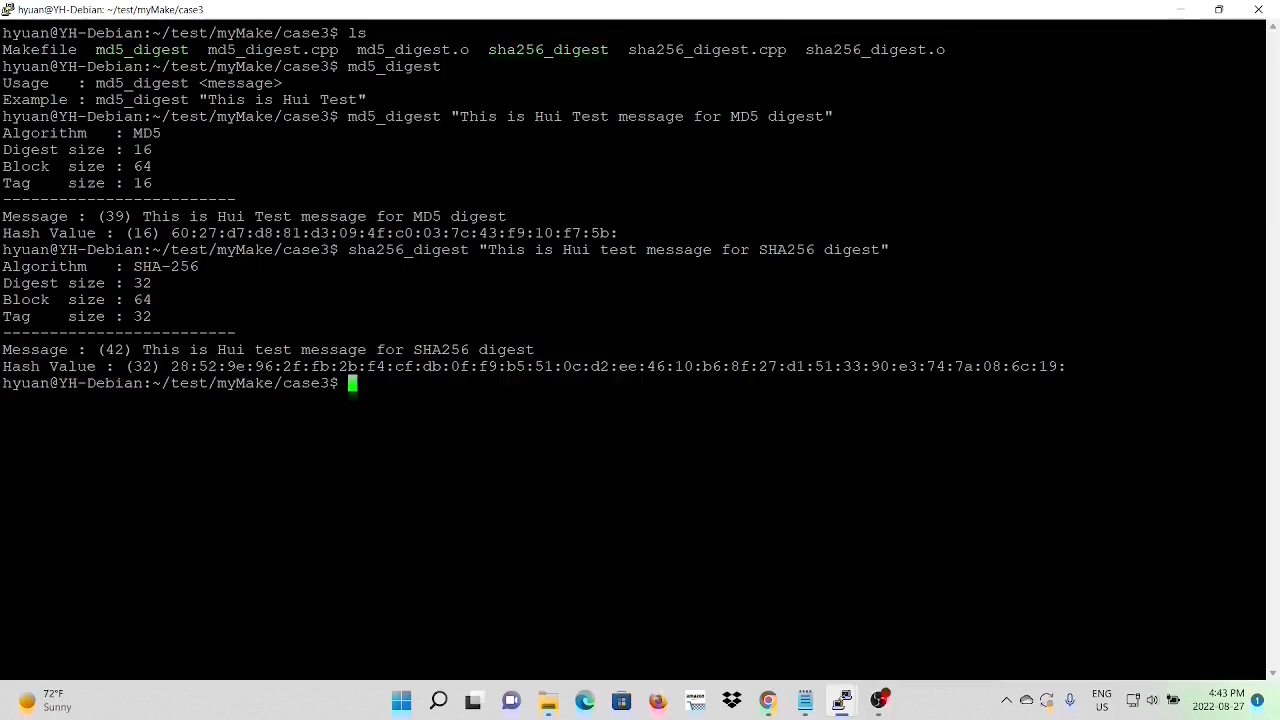 hyuan@YH-Debian: ~/test/myMake/case3
hyuan@YH-Debian:~/test/myMake/case3$ ls
Makefile  md5_digest  md5_digest.cpp  md5_digest.o  sha256_digest  sha256_digest.cpp  sha256_digest.o
hyuan@YH-Debian:~/test/myMake/case3$ md5_digest
Usage   : md5_digest <message>
Example : md5_digest "This is Hui Test"
hyuan@YH-Debian:~/test/myMake/case3$ md5_digest "This is Hui Test message for MD5 digest"
Algorithm   : MD5
Digest size : 16
Block  size : 64
Tag    size : 16
-------------------------
Message : (39) This is Hui Test message for MD5 digest
Hash Value : (16) 60:27:d7:d8:81:d3:09:4f:c0:03:7c:43:f9:10:f7:5b:
hyuan@YH-Debian:~/test/myMake/case3$ sha256_digest "This is Hui test message for SHA256 digest"
Algorithm   : SHA-256
Digest size : 32
Block  size : 64
Tag    size : 32
-------------------------
Message : (42) This is Hui test message for SHA256 digest
Hash Value : (32) 28:52:9e:96:2f:fb:2b:f4:cf:db:0f:f9:b5:51:0c:d2:ee:46:10:b6:8f:27:d1:51:33:90:e3:74:7a:08:6c:19:
hyuan@YH-Debian:~/test/myMake/case3$
72°F
Sunny
amazon
ENG
US
4:43 PM
2022-08-27
1